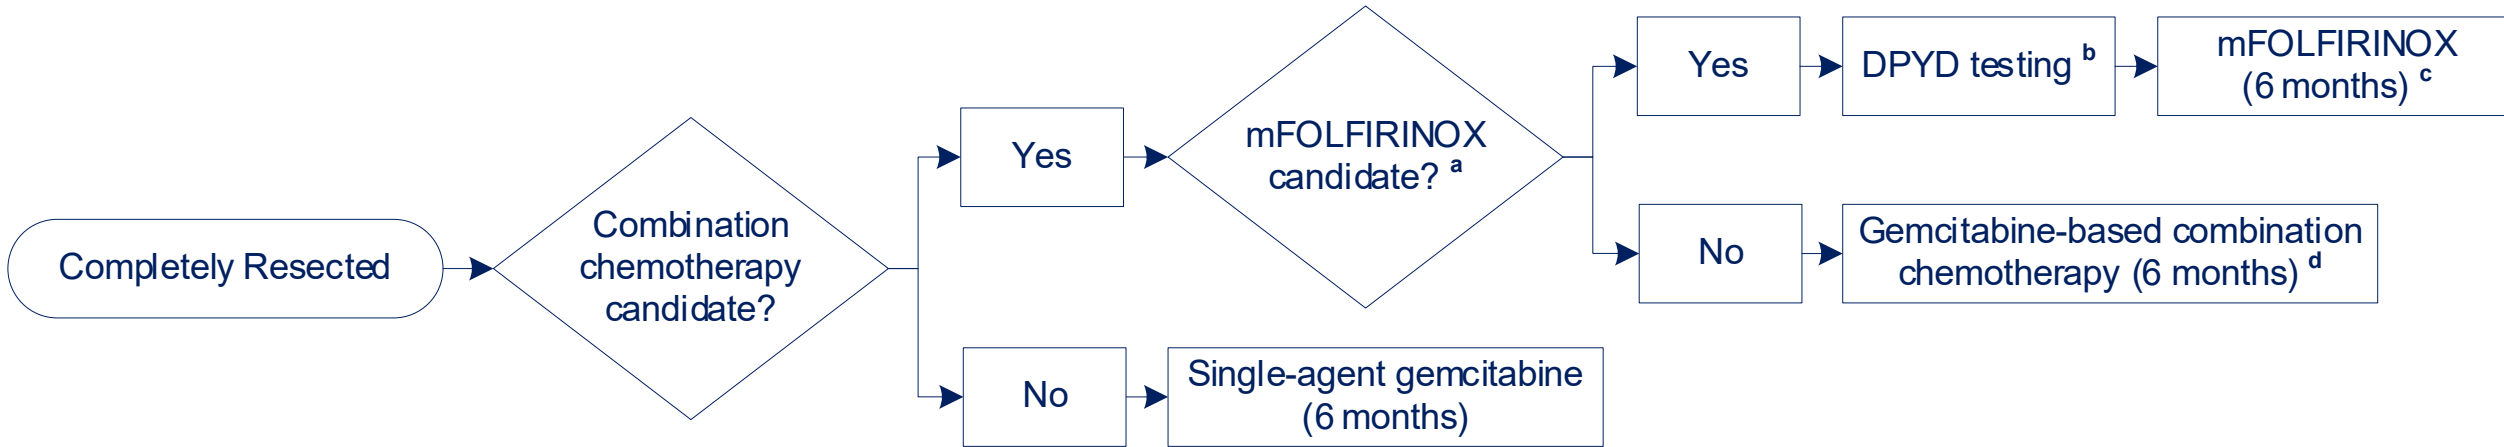 Completely Resected
Combination
chemotherapy
candidate?
Yes
mFOLFIRINOX
candidate? a
Yes
DPYD testing b
mFOLFIRINOX
(6 months) c
No
Gemcitabine-based combination
chemotherapy (6 months) d
No
Single-agent gemcitabine
(6 months)